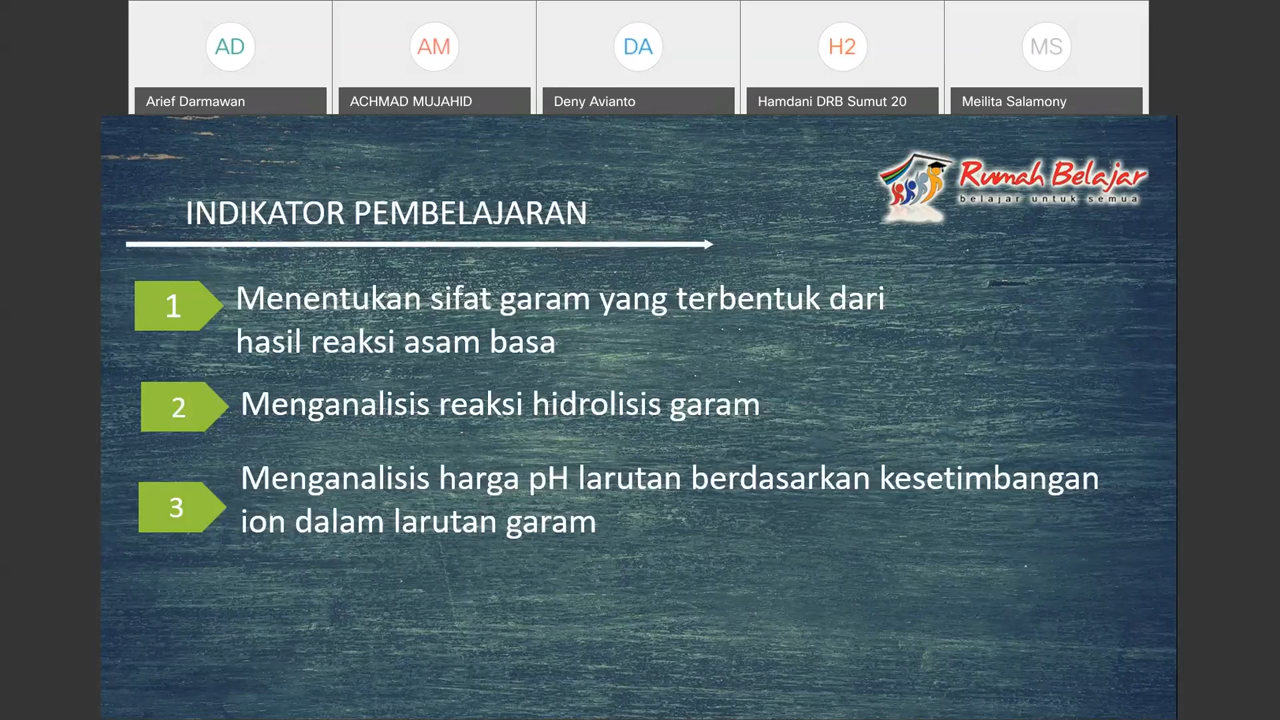 AD
AM
DA
H2
MS
Arief Darmawan
ACHMAD MUJAHID
Deny Avianto
Hamdani DRB Sumut 20
Meilita Salamony
Rumah Belajar
belajar untuk semua
INDIKATOR PEMBELAJARAN
1
Menentukan sifat garam yang terbentuk dari
hasil reaksi asam basa
2
Menganalisis reaksi hidrolisis garam
3
Menganalisis harga pH larutan berdasarkan kesetimbangan
ion dalam larutan garam